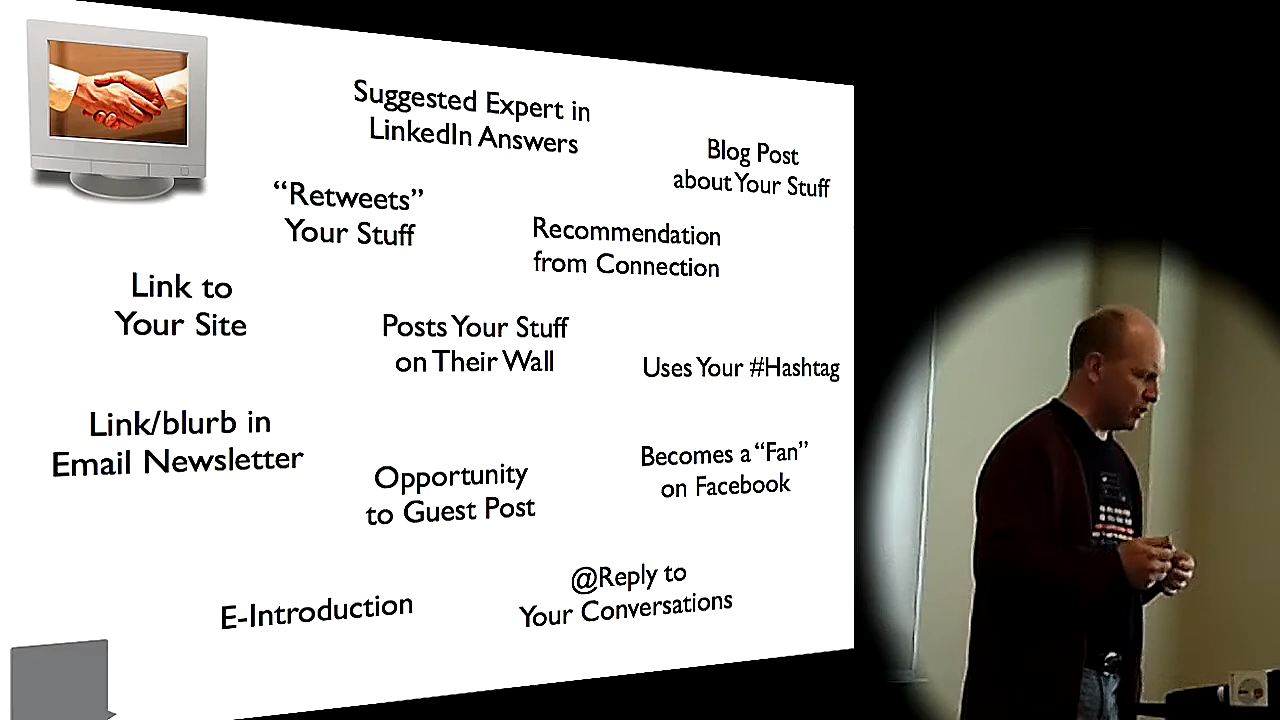 Suggested Expert in
LinkedIn Answers
Blog Post
about Your Stuff
“Retweets”
Your Stuff
Recommendation
from Connection
Link to
Your Site
Posts Your Stuff
on Their Wall
Uses Your #Hashtag
Link/blurb in
Email Newsletter
Becomes a “Fan”
on Facebook
Opportunity
to Guest Post
@Reply to
Your Conversations
E-Introduction